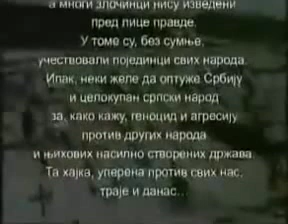 а многи злочинци нису изведени
пред лице правде.
У томе су, без сумње,
учествовали појединци свих народа.
Ипак, неки желе да оптуже Србију
и целокупан српски народ
за, како кажу, геноцид и агресију
против других народа
и њихових насилно створених држава.
Та хајка, уперена против свих нас,
траје и данас...